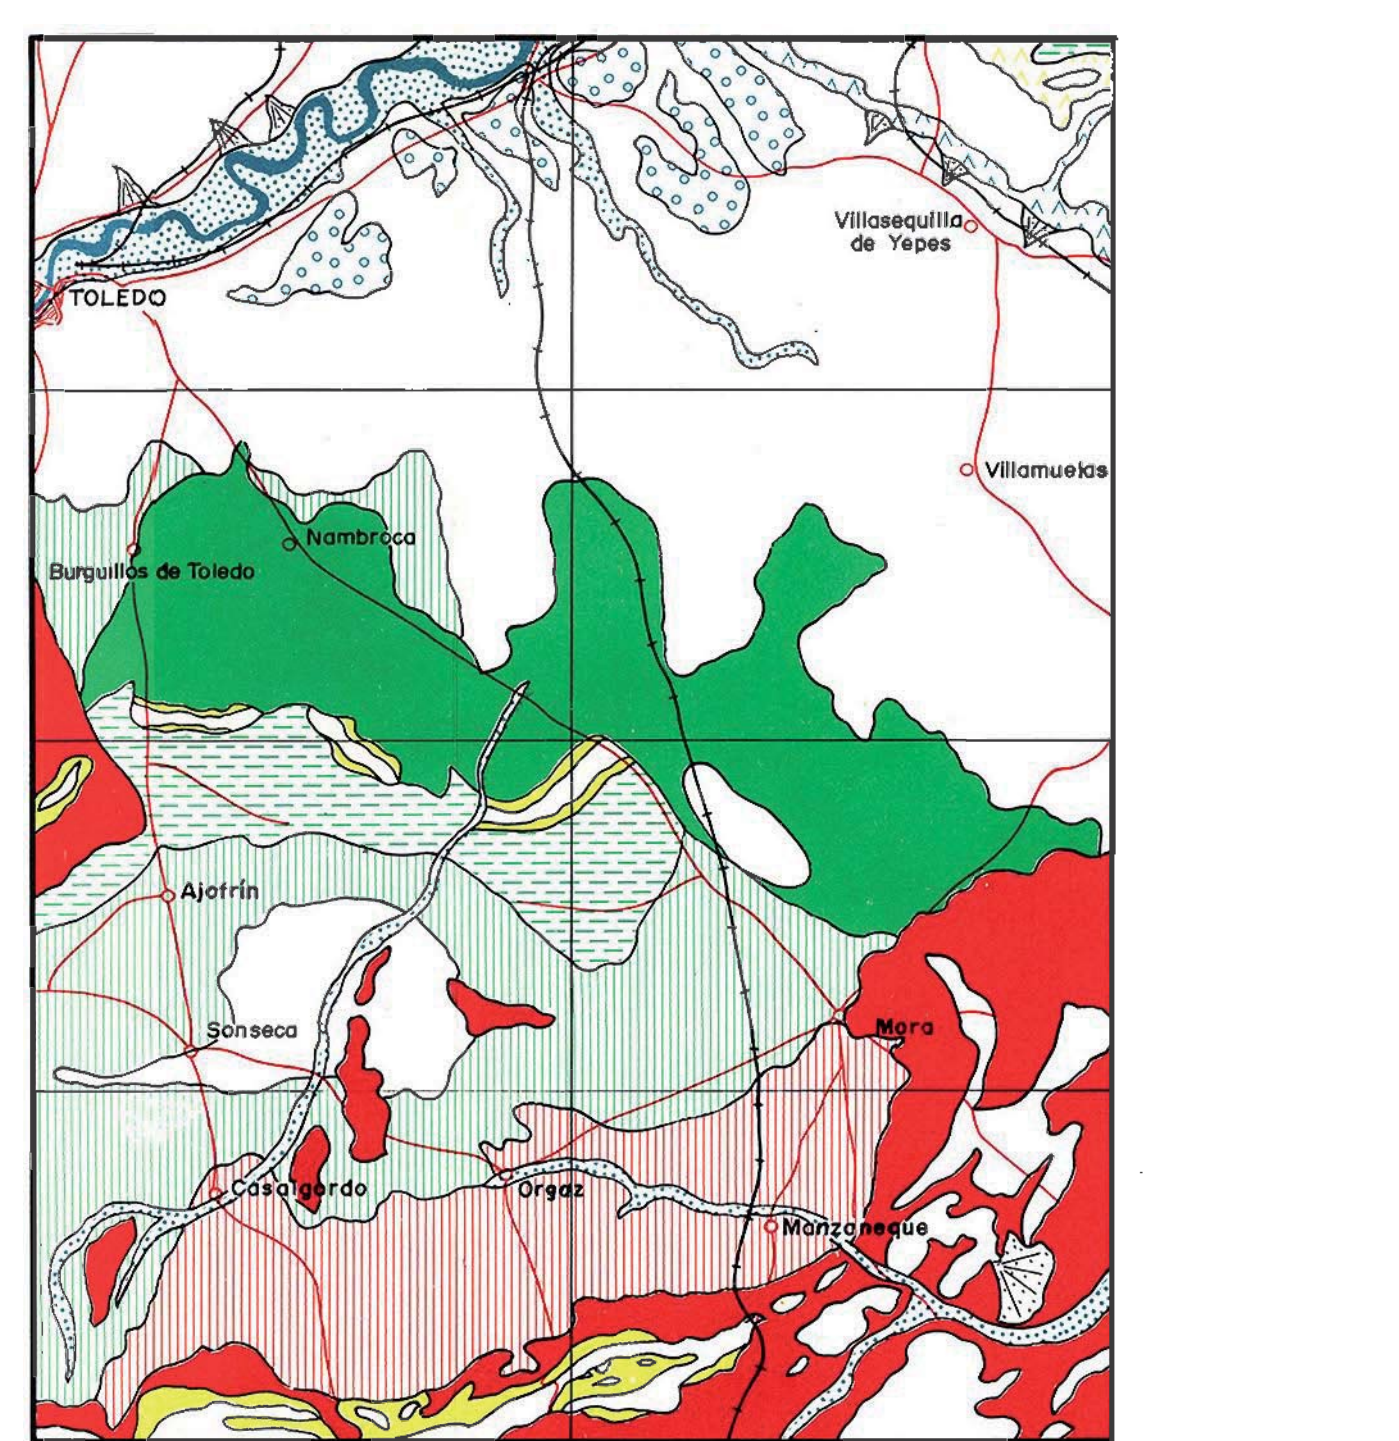 Villasequilla
de Yepes
TOLEDO
Villamuelas
Nambroca
Burguillos de Toledo
Ajofrín
Sonseca
Mora
Casalgordo
Orgaz
Manzaneque